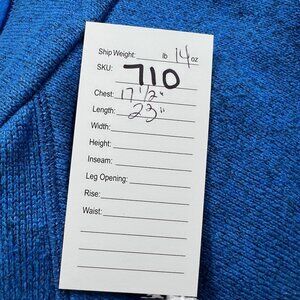 Ship Weight: lb 14 oz
SKU: 710
Chest: 17 1/2"
Length: 23"
Width:
Height:
Inseam:
Leg Opening:
Rise:
Waist: